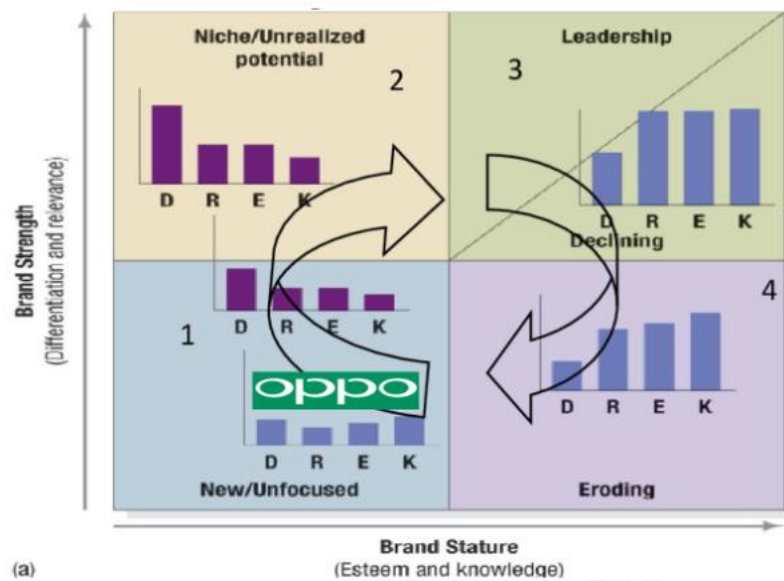 Niche/Unrealized
potential
2
D R E K
Leadership
3
D R E K
Declining
D R E K
1
oppo
D R E K
New/Unfocused
4
D R E K
Eroding
Brand Strength
(Differentiation and relevance)
Brand Stature
(Esteem and knowledge)
(a)